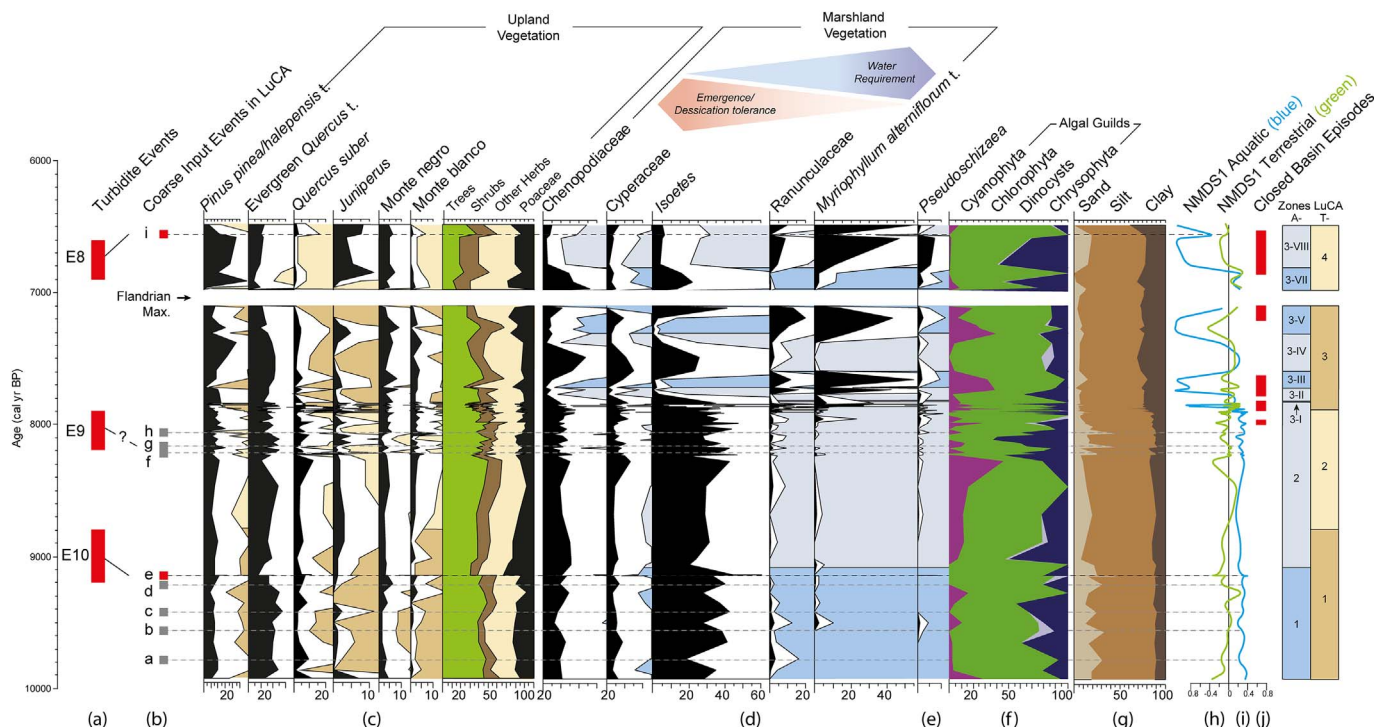 Upland
Vegetation
Marshland
Vegetation
Water
Requirement
Emergence/
Dessication tolerance
Algal Guilds
Turbidite Events
Coarse Input Events in LuCA
Pinus pinea/halepensis t.
Evergreen Quercus t.
Quercus suber
Juniperus
Monte negro
Monte blanco
Trees
Shrubs
Other Herbs
Poaceae
Chenopodiaceae
Cyperaceae
Isoetes
Ranunculaceae
Myriophyllum alterniflorum t.
Pseudoschizaea
Cyanophyta
Chlorophyta
Dinocysts
Chrysophyta
Sand
Silt
Clay
NMDS1 Aquatic (blue)
NMDS1 Terrestrial (green)
Closed Basin Episodes
Zones LuCA
A- T-
Age (cal yr BP)
6000
7000
8000
9000
10000
E8
Flandrian
Max.
E9
?
E10
i
h
g
f
e
d
c
b
a
3-VIII
3-VII
3-V
3-IV
3-III
3-II
3-I
2
1
4
3
2
1
20 20 20 10 10 10 20 50 100 20 20 20 40 60 20 20 40 20 50 100 50 100 0.8 -0.4 0 0.4 0.8
(a) (b) (c) (d) (e) (f) (g) (h) (i) (j)